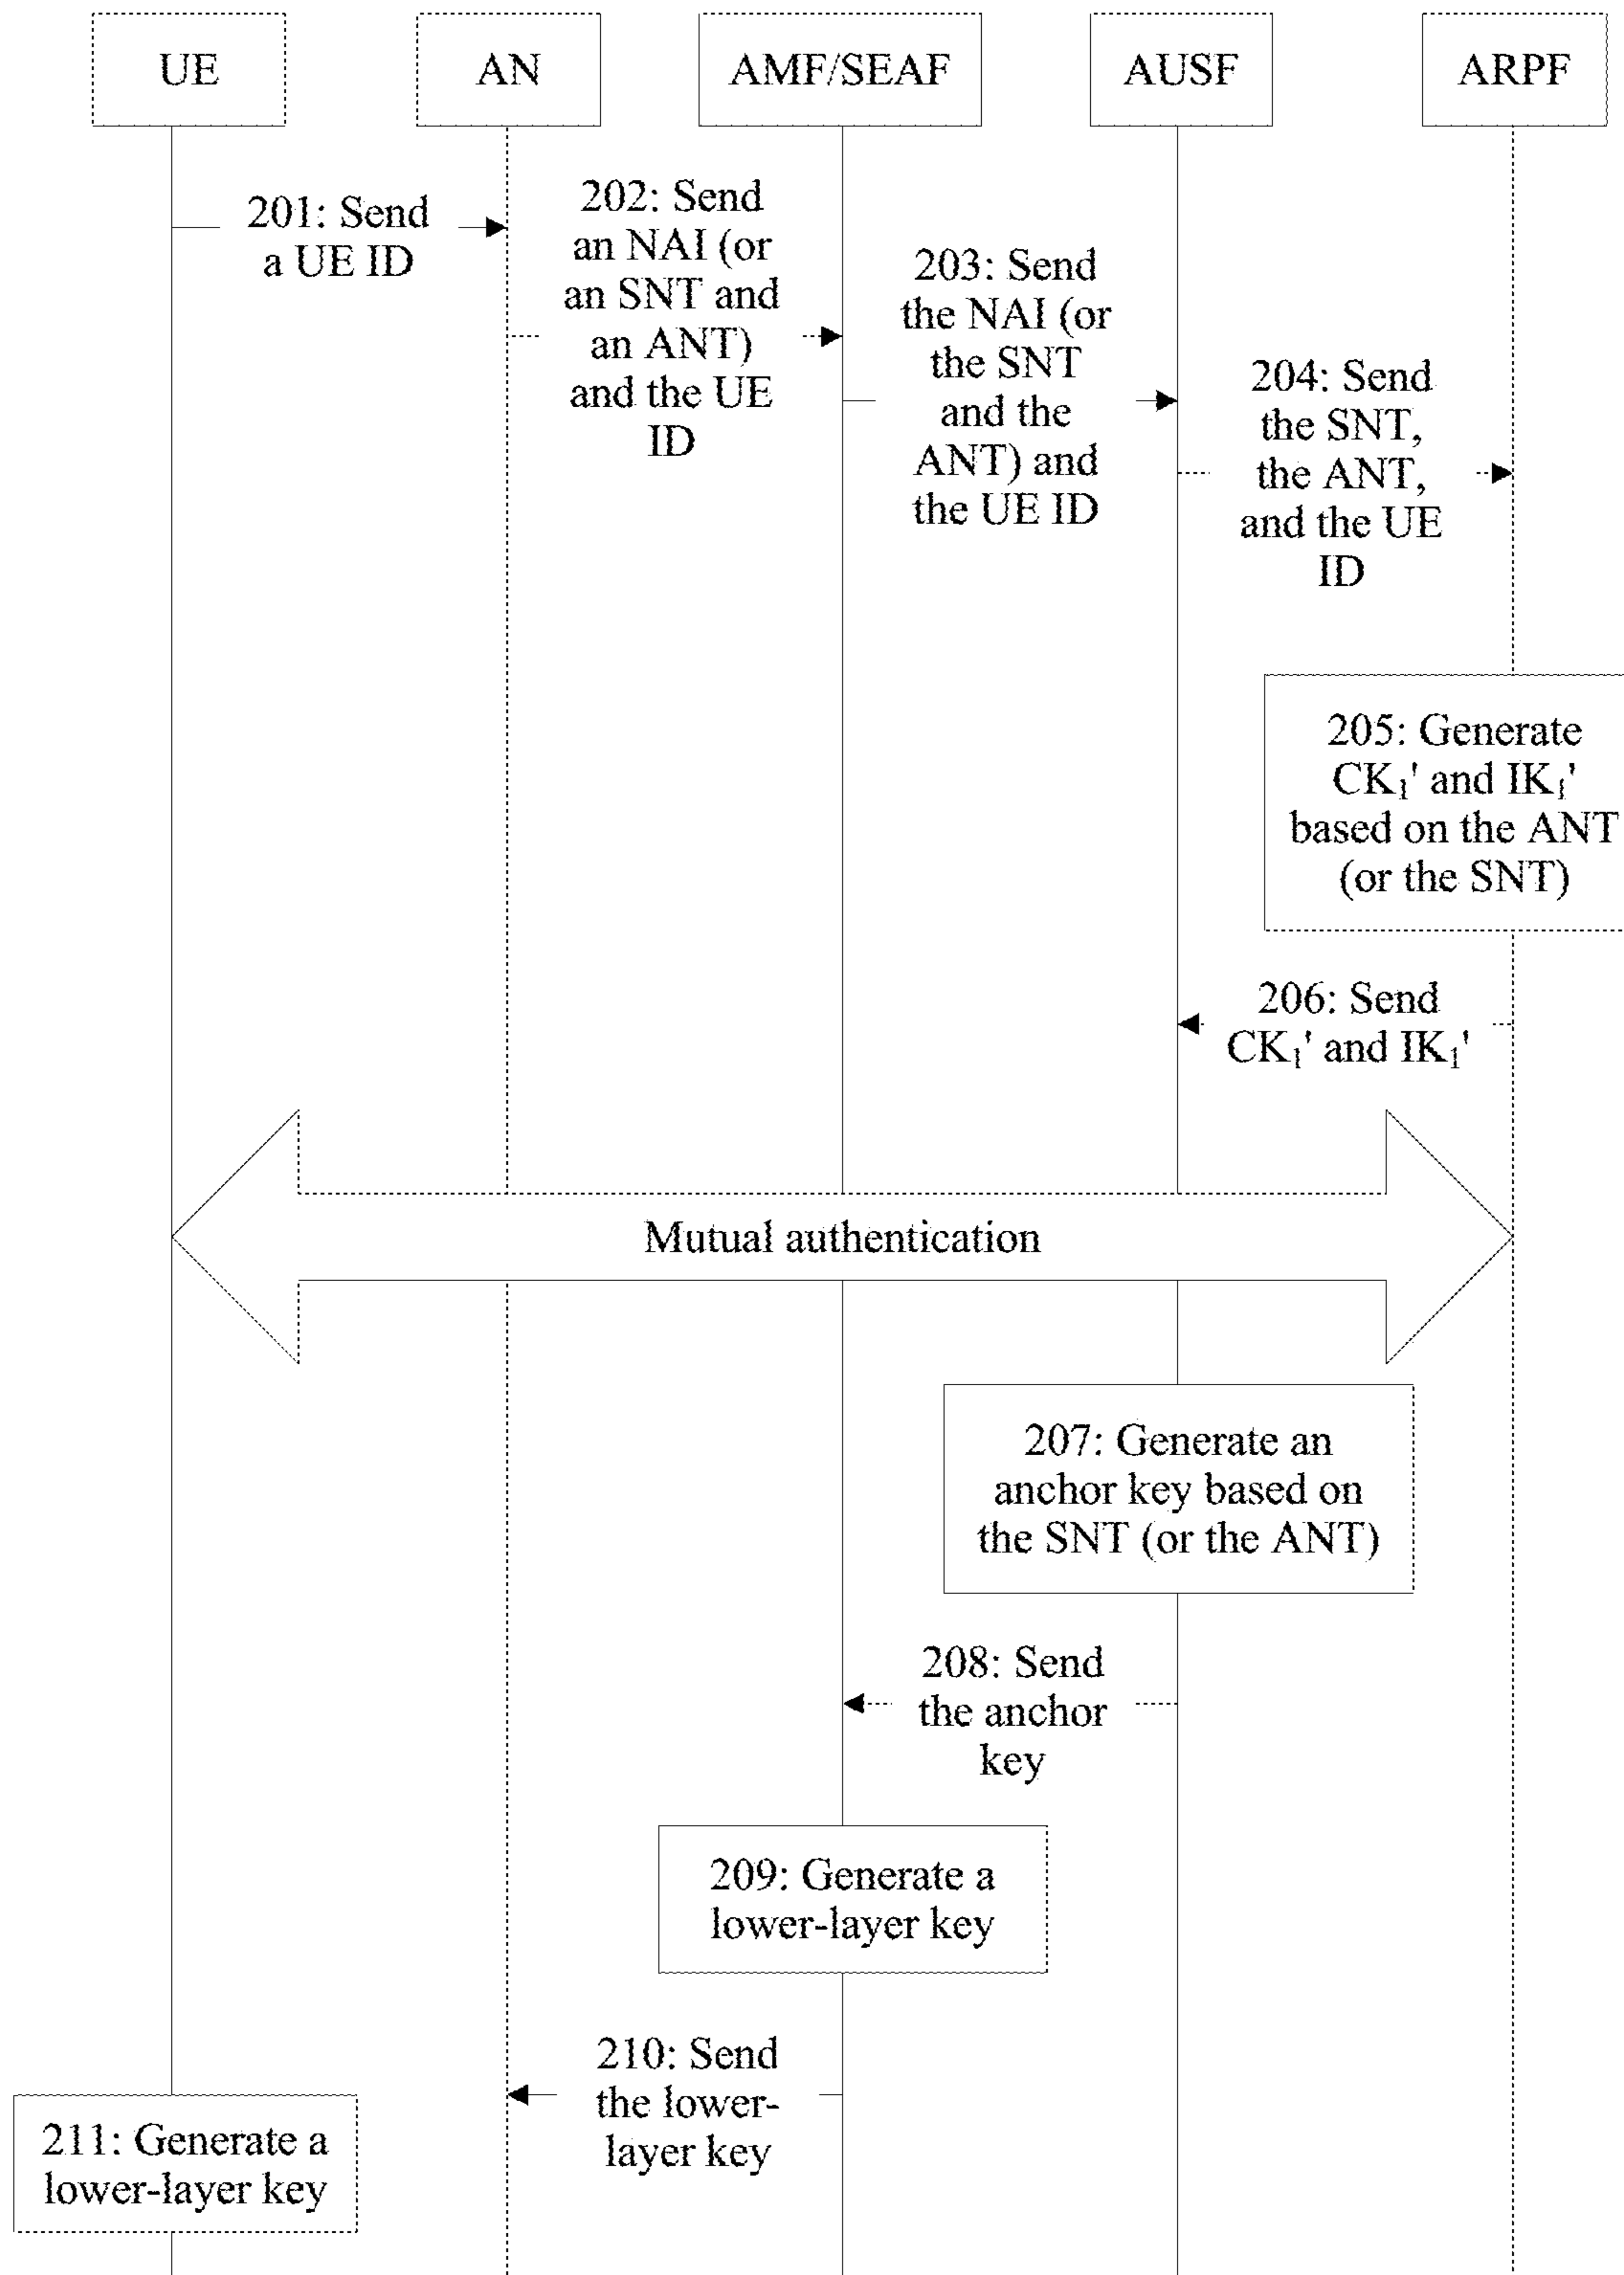 UE
AN
AMF/SEAF
AUSF
ARPF
201: Send
a UE ID
202: Send
an NAI (or
an SNT and
an ANT)
and the UE
ID
203: Send
the NAI (or
the SNT
and the
ANT) and
the UE ID
204: Send
the SNT,
the ANT,
and the UE
ID
205: Generate
CK₁' and IK₁'
based on the ANT
(or the SNT)
206: Send
CK₁' and IK₁'
Mutual authentication
207: Generate an
anchor key based on
the SNT (or the ANT)
208: Send
the anchor
key
209: Generate a
lower-layer key
210: Send
the lower-
layer key
211: Generate a
lower-layer key